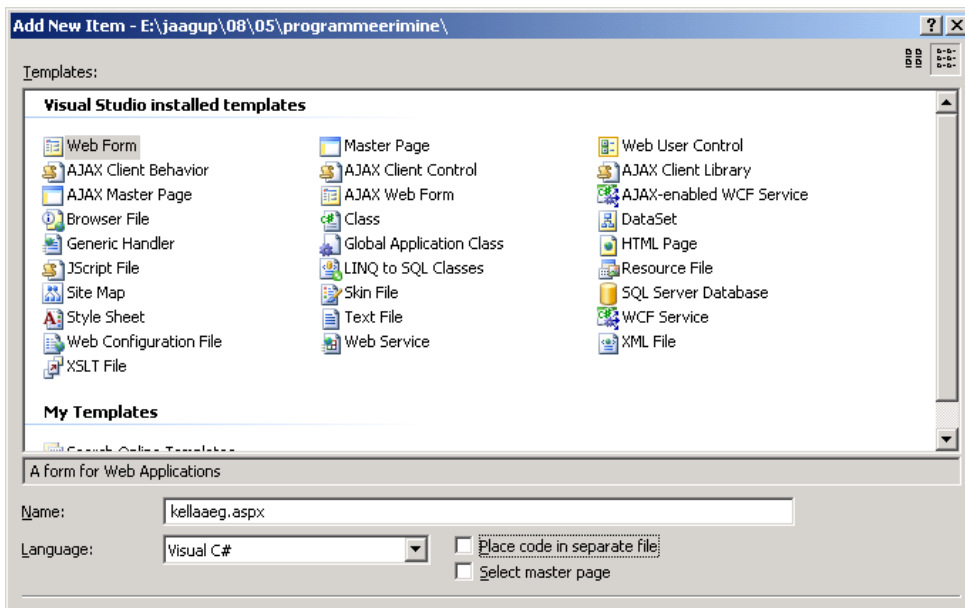 Add New Item - E:\jaagup\08\05\programmeerimine\
Templates:
Visual Studio installed templates
Web Form Master Page Web User Control
AJAX Client Behavior AJAX Client Control AJAX Client Library
AJAX Master Page AJAX Web Form AJAX-enabled WCF Service
Browser File Class DataSet
Generic Handler Global Application Class HTML Page
JScript File LINQ to SQL Classes Resource File
Site Map Skin File SQL Server Database
Style Sheet Text File WCF Service
Web Configuration File Web Service XML File
XSLT File
My Templates
Search Online Templates
A form for Web Applications
Name: kellaaeg.aspx
Language: Visual C# Place code in separate file
Select master page